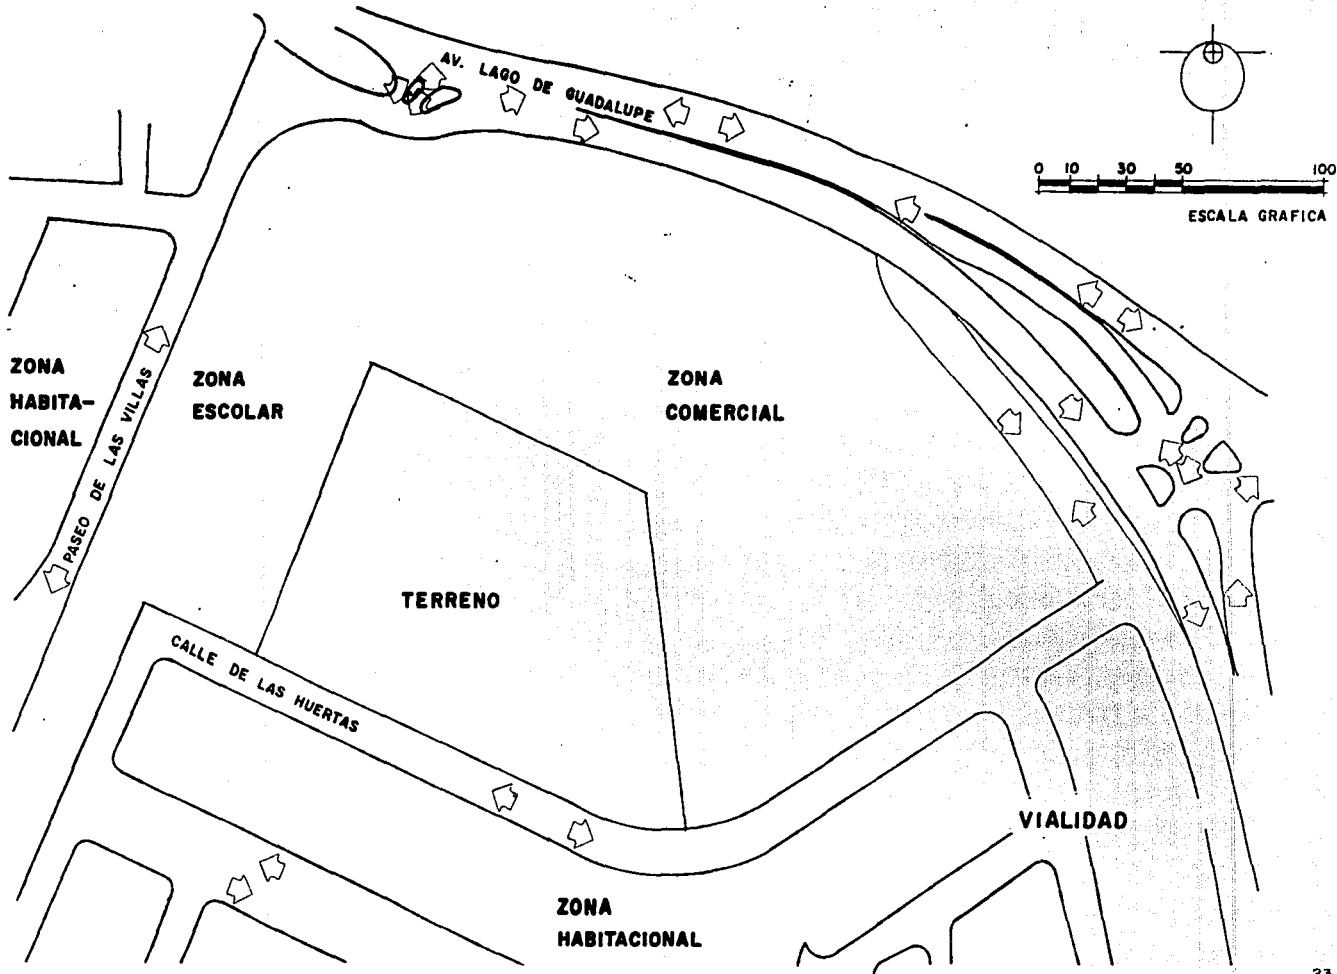 AV. LAGO DE GUADALUPE
0 10 30 50 100
ESCALA GRAFICA
ZONA
HABITA-
CIONAL
PASEO DE LAS VILLAS
ZONA
ESCOLAR
ZONA
COMERCIAL
TERRENO
CALLE DE LAS HUERTAS
VIALIDAD
ZONA
HABITACIONAL